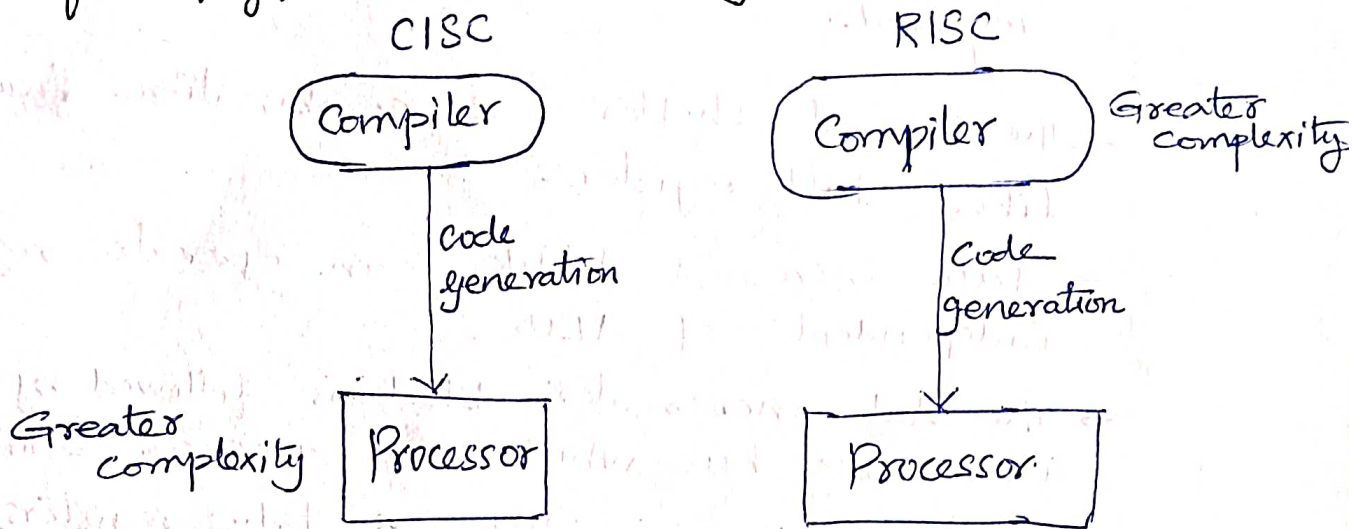 CISC
RISC
Compiler
Compiler
Greater
complexity
code
generation
code
generation
Greater
complexity
Processor
Processor.